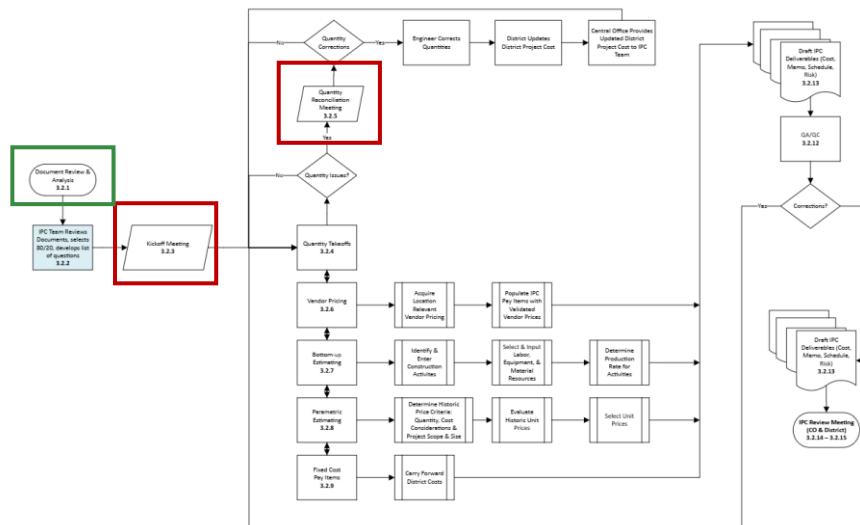 No
Quantity
Corrections
Yes
Engineer Corrects
Quantities
District Updates
District Project Cost
Central Office Provides
Updated District
Project Cost to IPC
Team
Draft IPC
Deliverables (Cost,
Memo, Schedule,
Risk)
3.2.13
Quantity
Reconciliation
Meeting
3.2.5
Yes
QA/QC
3.2.12
Document Review &
Analysis
3.2.1
No
Quantity Issues?
Yes
Corrections?
IPC Team Reviews
Documents, selects
80/20, develops list
of questions
3.2.2
Kickoff Meeting
3.2.3
Quantity Takeoffs
3.2.4
Vendor Pricing
3.2.6
Acquire
Location
Relevant
Vendor Pricing
Populate IPC
Pay Items with
Validated
Vendor Prices
Bottom-up
Estimating
3.2.7
Identify &
Enter
Construction
Activites
Select & Input
Labor,
Equipment, &
Material
Resources
Determine
Production
Rate for
Activities
Draft IPC
Deliverables (Cost,
Memo, Schedule,
Risk)
3.2.13
Parametric
Estimating
3.2.8
Determine Historic
Price Criteria:
Quantity, Cost
Considerations &
Project Scope & Size
Evaluate
Historic Unit
Prices
Select Unit
Prices
IPC Review Meeting
(CO & District)
3.2.14 – 3.2.15
Fixed Cost
Pay Items
3.2.9
Carry Forward
District Costs